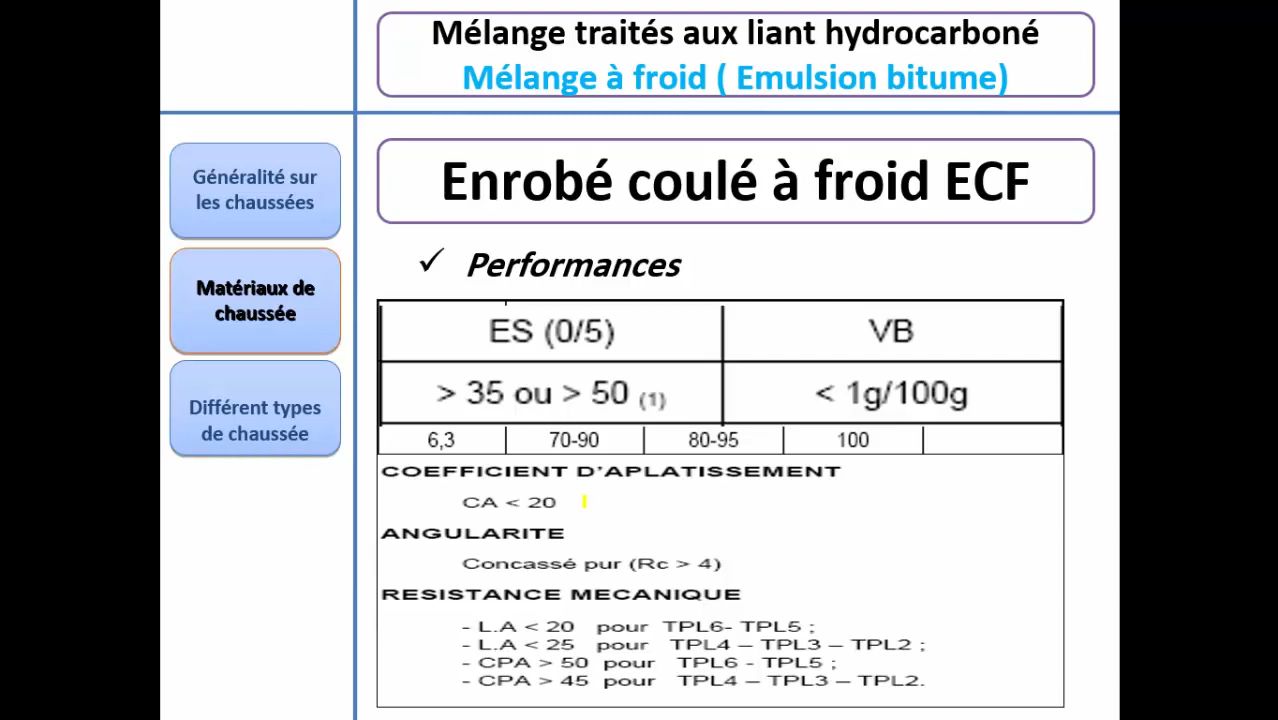 Mélange traités aux liant hydrocarboné
Mélange à froid ( Emulsion bitume)
Généralité sur
les chaussées
Matériaux de
chaussée
Différent types
de chaussée
Enrobé coulé à froid ECF
✓ Performances
ES (0/5) VB
> 35 ou > 50 (1) < 1g/100g
6,3 70-90 80-95 100
COEFFICIENT D'APLATISSEMENT
CA < 20
ANGULARITE
Concassé pur (Rc > 4)
RESISTANCE MECANIQUE
- L.A < 20 pour TPL6- TPL5 ;
- L.A < 25 pour TPL4 – TPL3 – TPL2 ;
- CPA > 50 pour TPL6 - TPL5 ;
- CPA > 45 pour TPL4 – TPL3 – TPL2.